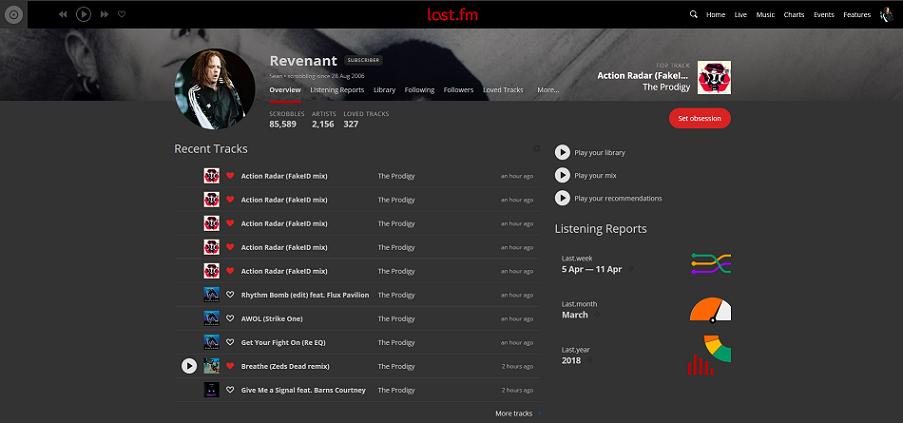 last.fm
Home Live Music Charts Events Features
Revenant SUBSCRIBER
Sean • scrobbling since 28 Aug 2006
Overview Listening Reports Library Following Followers Loved Tracks More...
TOP TRACK
Action Radar (FakeI...
The Prodigy
SCROBBLES ARTISTS LOVED TRACKS
85,589 2,156 327
Set obsession
Recent Tracks
Action Radar (FakeID mix) The Prodigy an hour ago
Action Radar (FakeID mix) The Prodigy an hour ago
Action Radar (FakeID mix) The Prodigy an hour ago
Action Radar (FakeID mix) The Prodigy an hour ago
Action Radar (FakeID mix) The Prodigy an hour ago
Rhythm Bomb (edit) feat. Flux Pavilion The Prodigy an hour ago
AWOL (Strike One) The Prodigy an hour ago
Get Your Fight On (Re EQ) The Prodigy an hour ago
Breathe (Zeds Dead remix) The Prodigy 2 hours ago
Give Me a Signal feat. Barns Courtney The Prodigy 2 hours ago
More tracks
Play your library
Play your mix
Play your recommendations
Listening Reports
Last.week
5 Apr — 11 Apr
Last.month
March
Last.year
2018